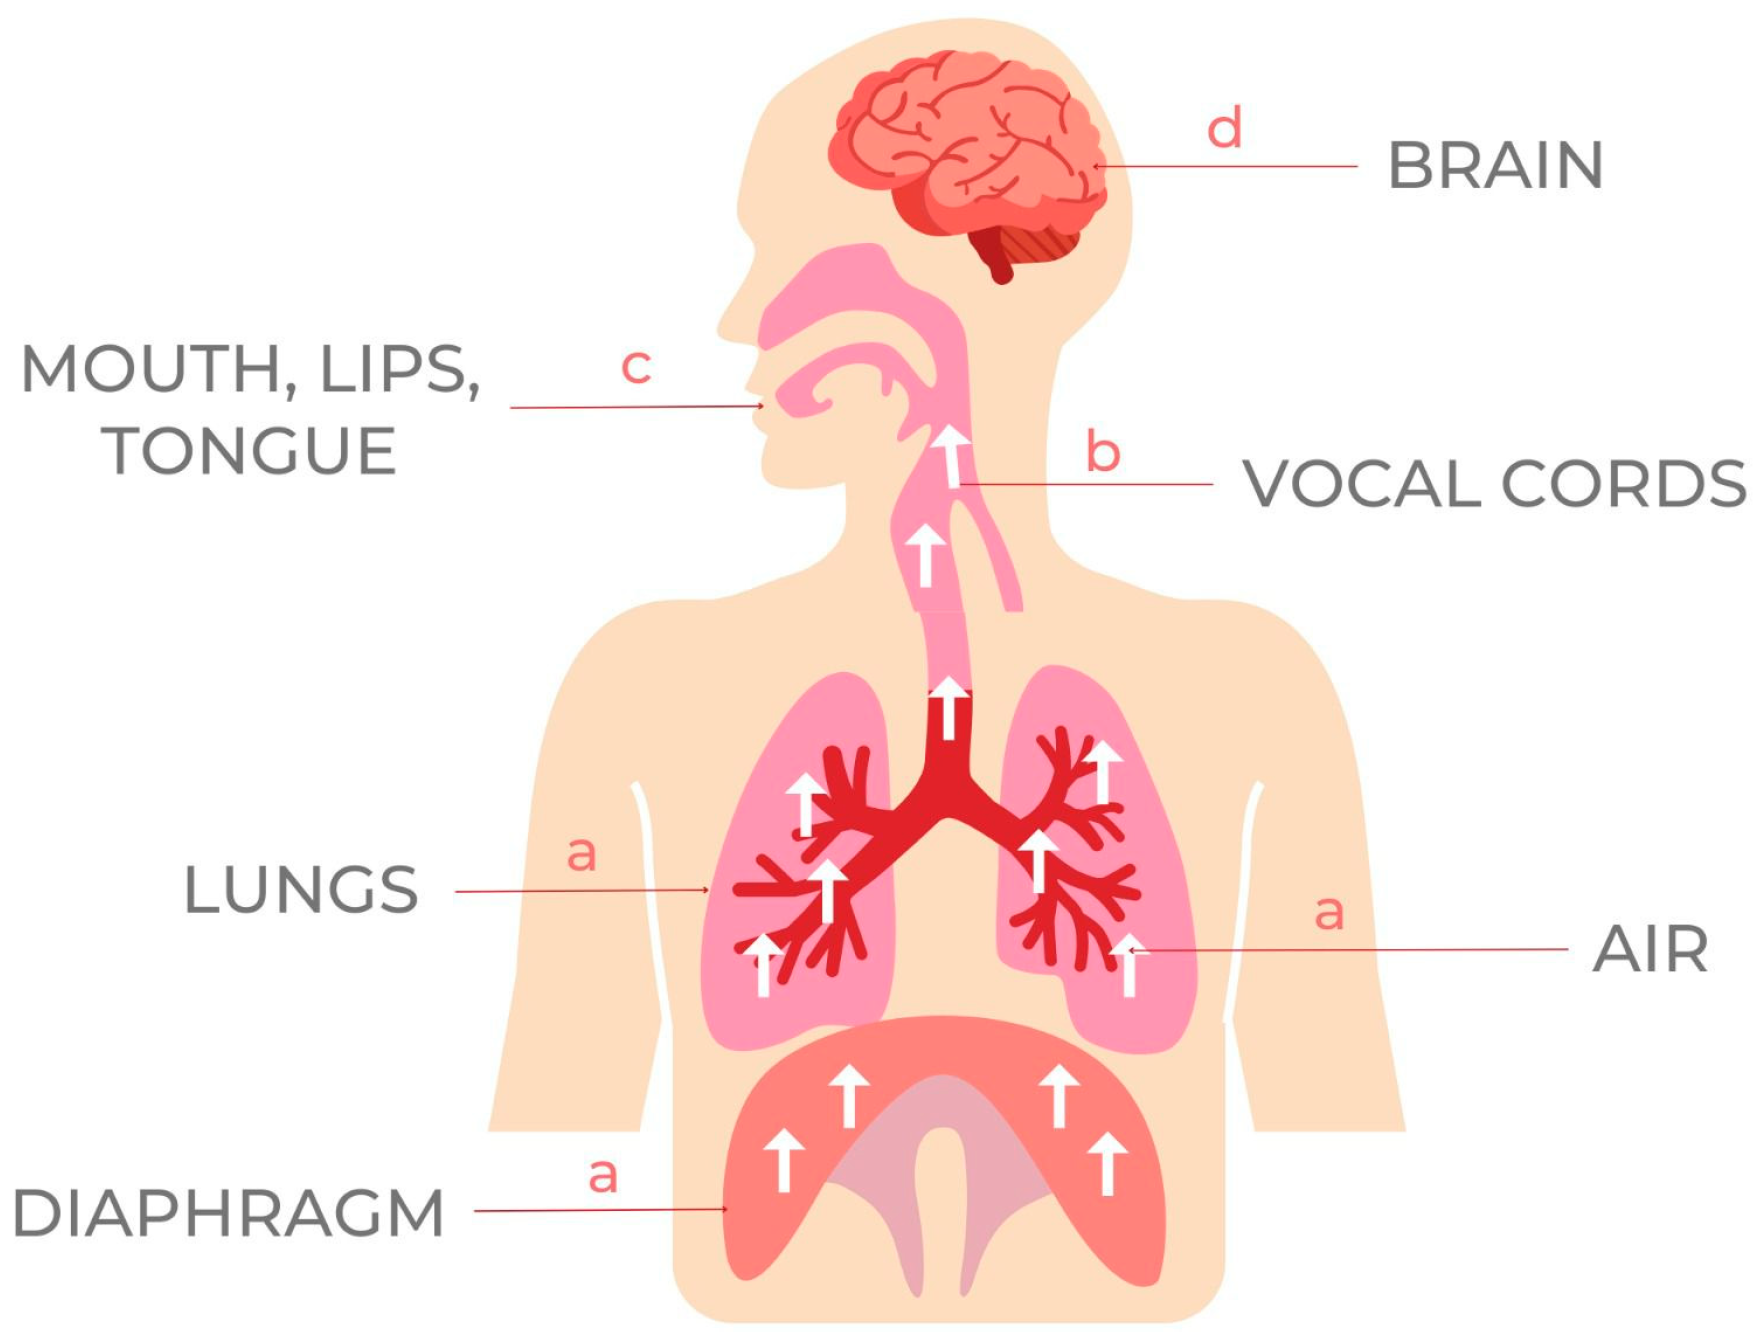 d
BRAIN
MOUTH, LIPS,
TONGUE
c
b
VOCAL CORDS
LUNGS
a
a
AIR
DIAPHRAGM
a